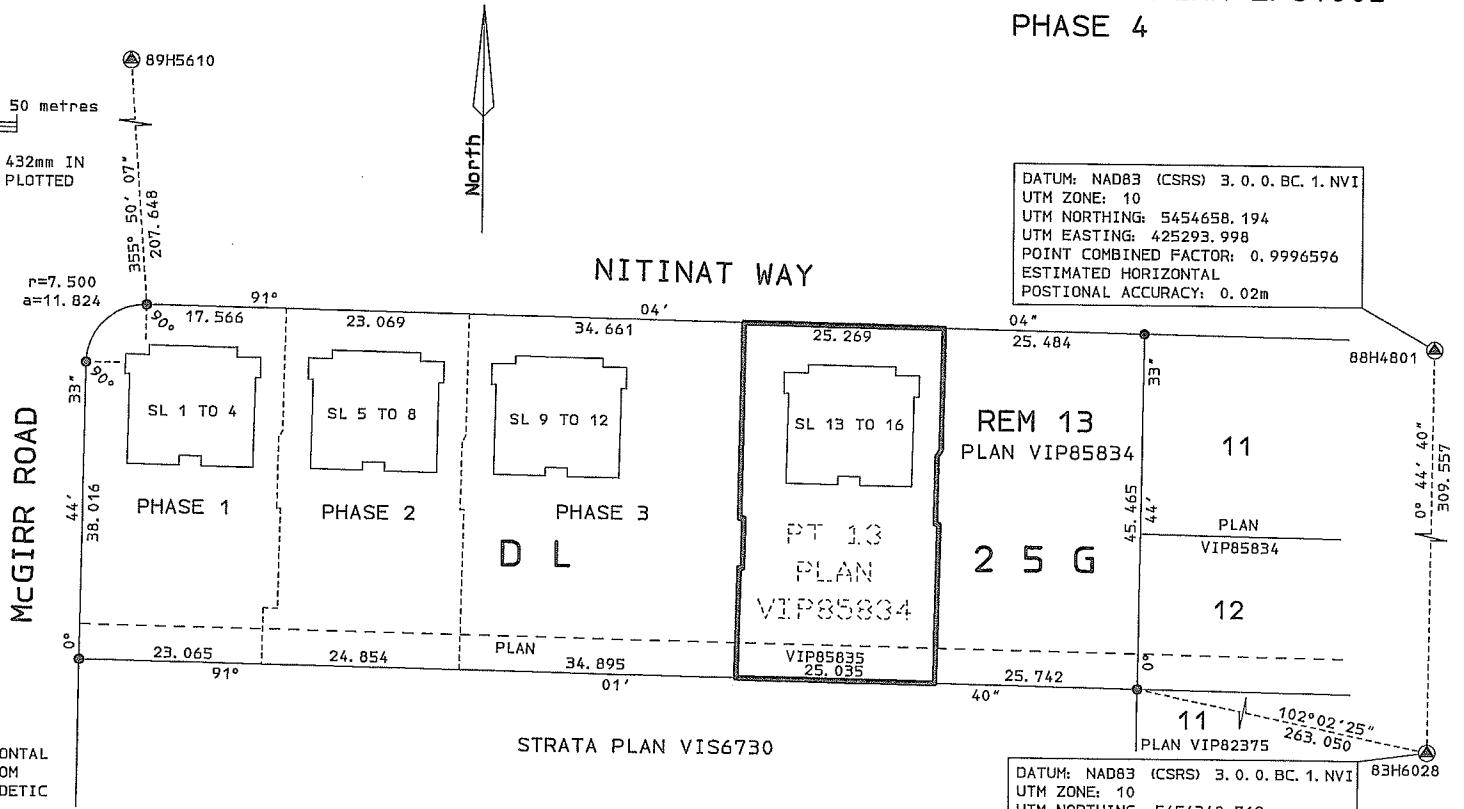 PHASE 4
89H5610
50 metres
432mm IN
PLOTTED
355° 50' 07"
207.648
North
DATUM: NAD83 (CSRS) 3.0.0.BC.1.NVI
UTM ZONE: 10
UTM NORTHING: 5454658.194
UTM EASTING: 425293.998
POINT COMBINED FACTOR: 0.9996596
ESTIMATED HORIZONTAL
POSTIONAL ACCURACY: 0.02m
NITINAT WAY
r=7.500
a=11.824
91°
04'
04"
17.566
23.069
34.661
25.269
25.484
90°
90°
88H4801
33"
33"
SL 1 TO 4
SL 5 TO 8
SL 9 TO 12
SL 13 TO 16
REM 13
PLAN VIP85834
11
McGIRR ROAD
44'
38.016
PHASE 1
PHASE 2
PHASE 3
45.465
44'
0° 44' 40"
309.557
PLAN
VIP85834
D L
PT 13
PLAN
VIP85834
2 5 G
12
0°
23.065
24.854
PLAN
34.895
VIP85835
25.035
25.742
0°
91°
01'
40"
11
PLAN VIP82375
102°02'25"
263.050
STRATA PLAN VIS6730
83H6028
ONTAL
OM
DETIC
DATUM: NAD83 (CSRS) 3.0.0.BC.1.NVI
UTM ZONE: 10